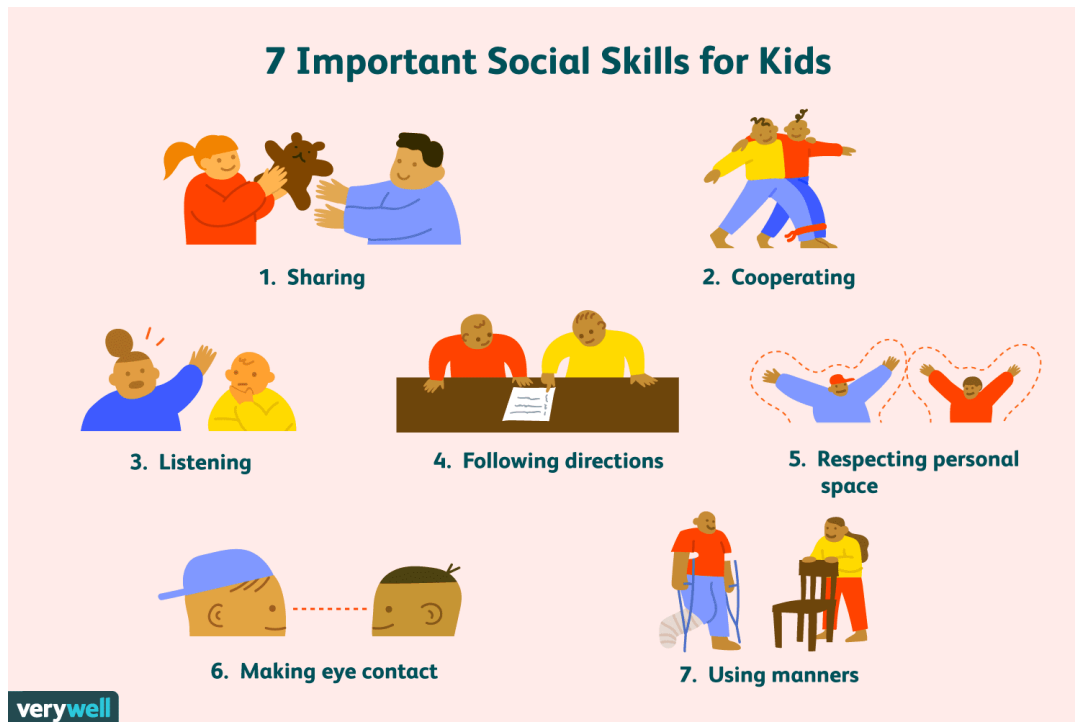 7 Important Social Skills for Kids
1. Sharing
2. Cooperating
3. Listening
4. Following directions
5. Respecting personal
space
6. Making eye contact
7. Using manners
verywell